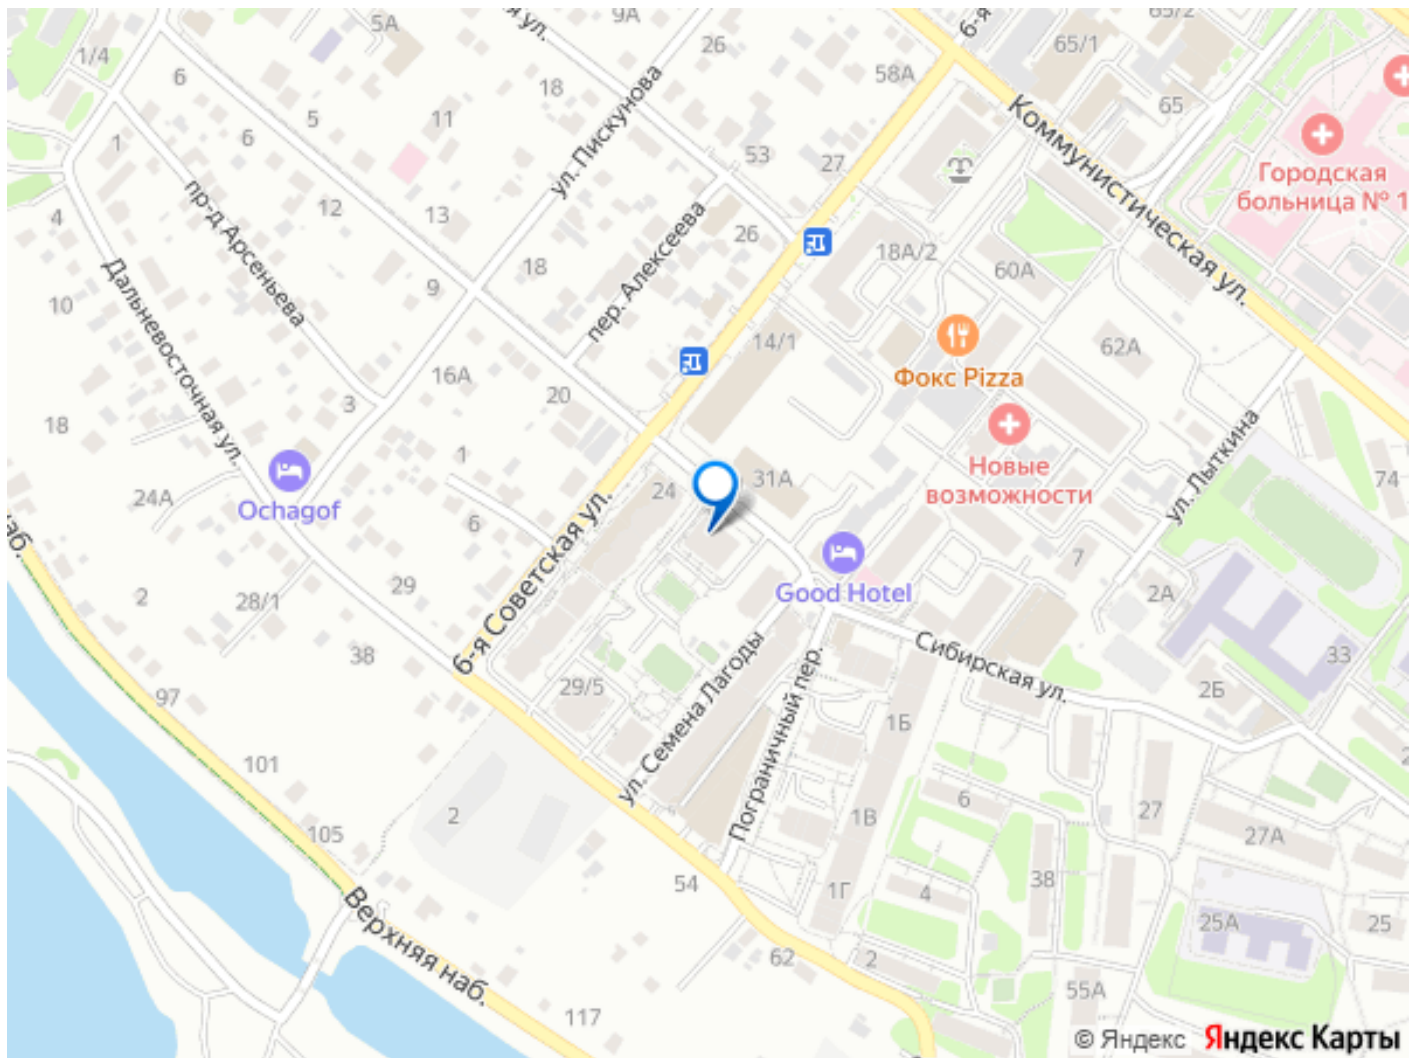 5А
9А
ул.
6-я
65/2
65/1
1/4
6
26
18
58А
65
Коммунистическая ул.
5
11
6
1
ул. Пискунова
53
27
Городская
больница № 1
пр-д Арсеньева
12
13
4
пер. Алексеева
26
18А/2
60А
Дальневосточная ул.
10
9
18
14/1
62А
Фокс Pizza
16А
20
3
18
1
Новые
возможности
ул. Лыткина
74
24А
Ochagof
6
24
31А
6-я Советская ул.
Good Hotel
7
2А
2
28/1
29
38
наб.
Сибирская ул.
33
2Б
97
29/5
ул. Семена Лагоды
Пограничный пер.
1Б
101
105
2
1В
6
27
27А
54
1Г
4
38
25А
25
Верхняя наб.
62
2
55А
117
© Яндекс Яндекс Карты